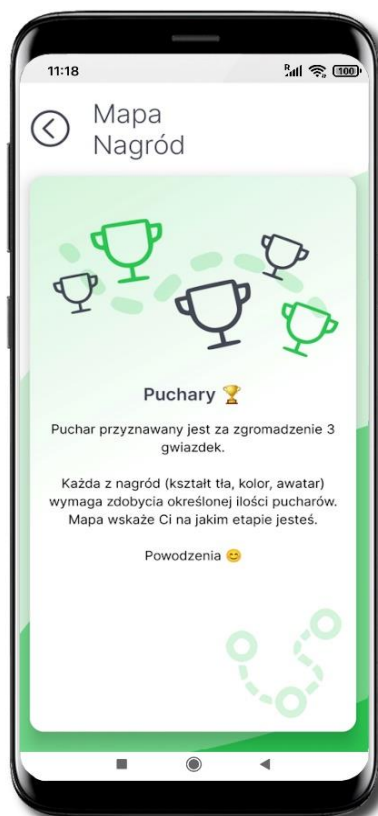 11:18
R
100
Mapa
Nagród
Puchary 🏆
Puchar przyznawany jest za zgromadzenie 3
gwiazdek.
Każda z nagród (kształt tła, kolor, awatar)
wymaga zdobycia określonej ilości pucharów.
Mapa wskaże Ci na jakim etapie jesteś.
Powodzenia 😊